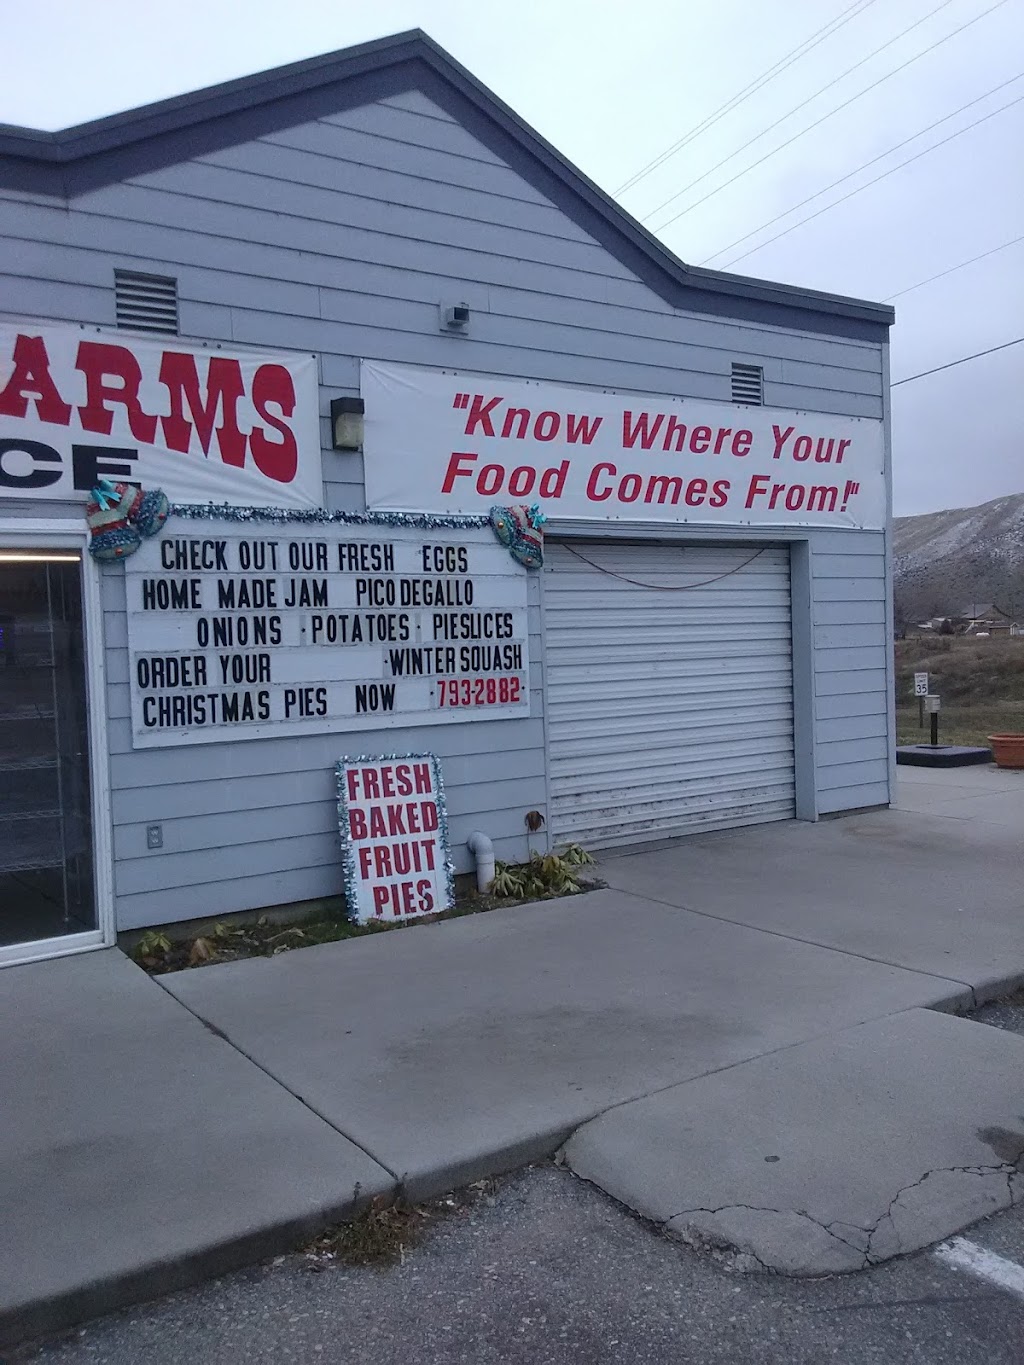 ARMS
CE
"Know Where Your
Food Comes From!"
CHECK OUT OUR FRESH EGGS
HOME MADE JAM PICO DEGALLO
ONIONS · POTATOES · PIESLICES
ORDER YOUR · WINTER SQUASH
CHRISTMAS PIES NOW · 793-2882 ·
FRESH
BAKED
FRUIT
PIES
35